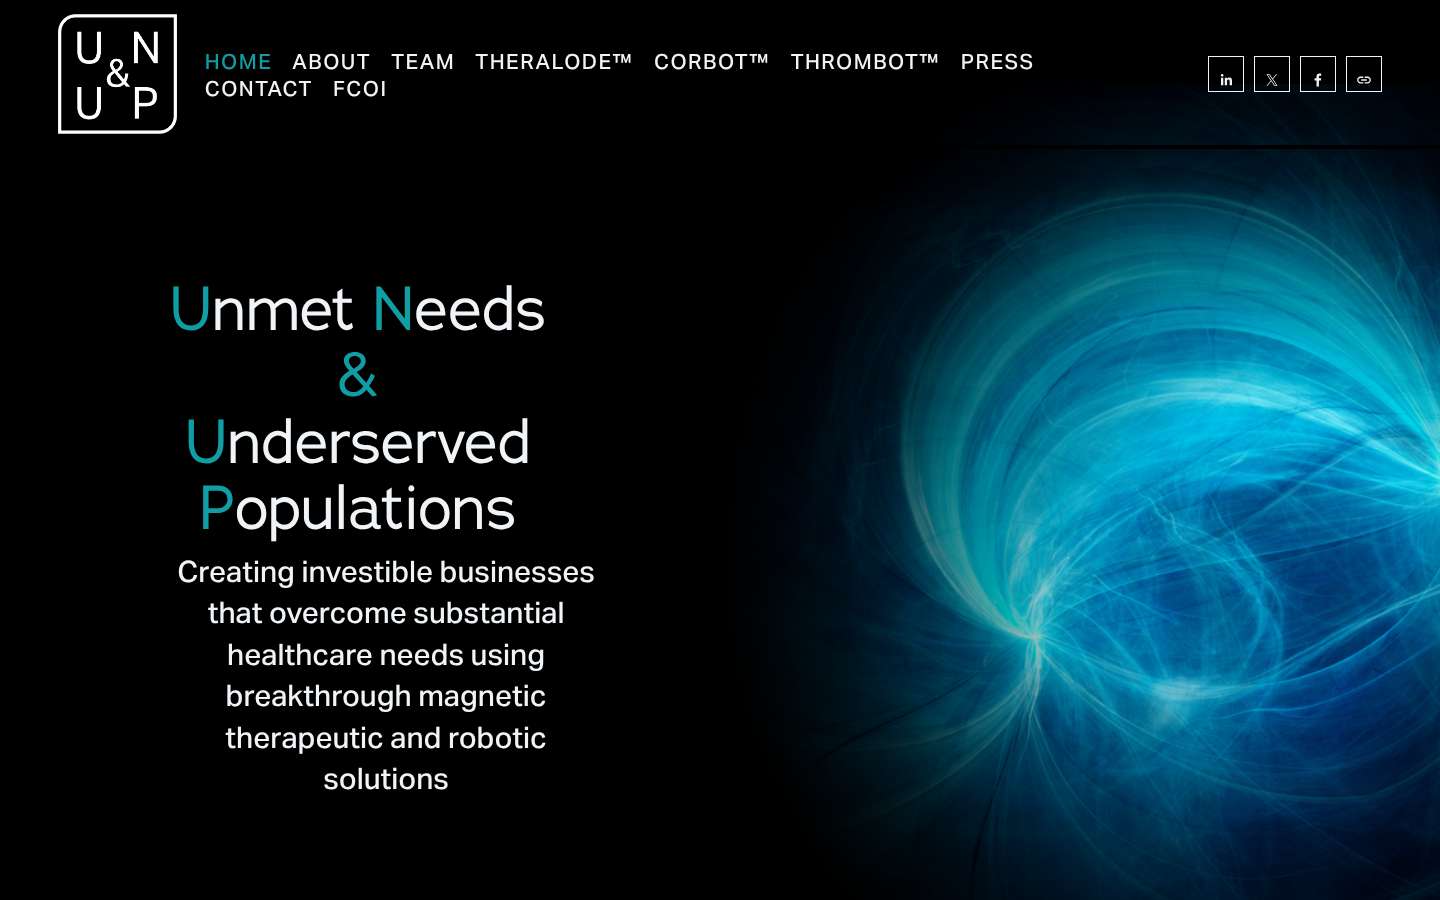 U N
&
U P
HOME ABOUT TEAM THERALODE™ CORBOT™ THROMBOT™ PRESS
CONTACT FCOI
in X f
Unmet Needs
&
Underserved
Populations
Creating investible businesses
that overcome substantial
healthcare needs using
breakthrough magnetic
therapeutic and robotic
solutions